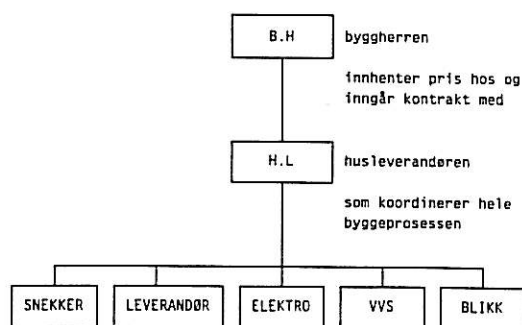 B.H byggherren
innhenter pris hos og
inngår kontrakt med
H.L husleverandøren
som koordinerer hele
byggeprosessen
SNEKKER LEVERANDØR ELEKTRO VVS BLIKK